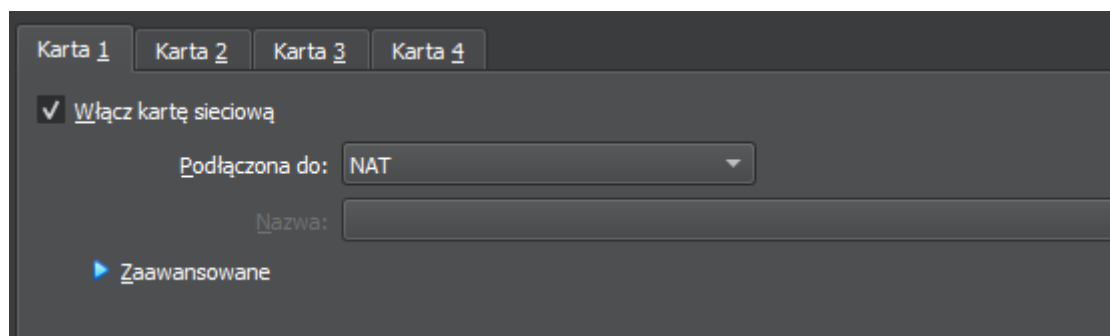 Karta 1 Karta 2 Karta 3 Karta 4
Włącz kartę sieciową
Podłączona do: NAT
Nazwa:
Zaawansowane